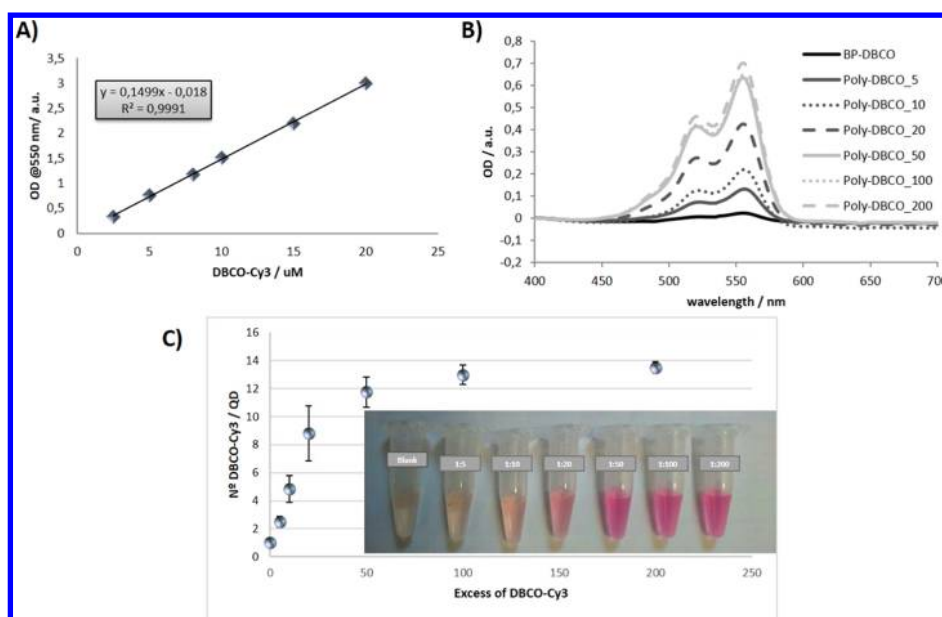 A)
3,5
3
2,5
2
1,5
1
0,5
0
y = 0,1499x - 0,018
R² = 0,9991
OD @550 nm/ a.u.
0 5 10 15 20 25
DBCO-Cy3 / uM
B)
0,8
0,7
0,6
0,5
0,4
0,3
0,2
0,1
0
-0,1
-0,2
OD / a.u.
400 450 500 550 600 650 700
wavelength / nm
BP-DBCO
Poly-DBCO_5
Poly-DBCO_10
Poly-DBCO_20
Poly-DBCO_50
Poly-DBCO_100
Poly-DBCO_200
C)
16
14
12
10
8
6
4
2
0
Nº DBCO-Cy3 / QD
Blank 1:5 1:10 1:20 1:50 1:100 1:200
0 50 100 150 200 250
Excess of DBCO-Cy3